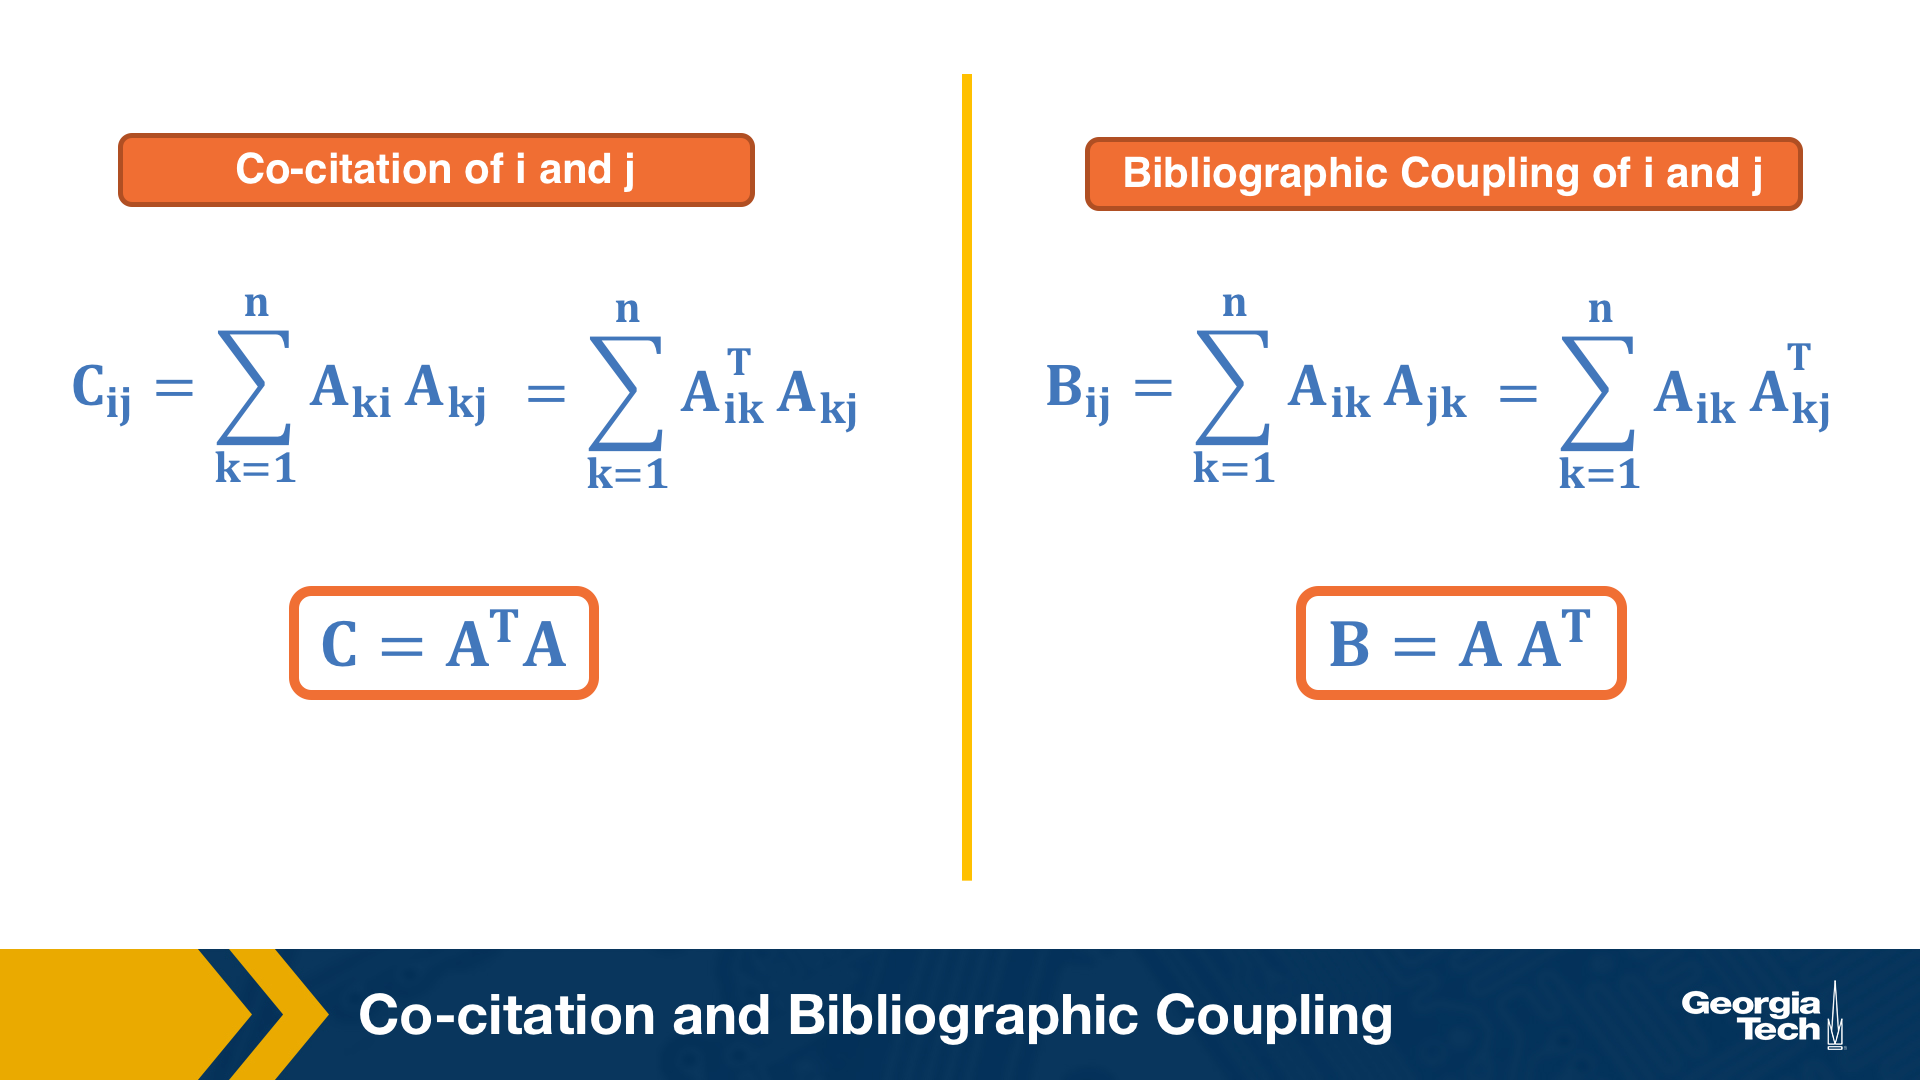 Co-citation of i and j
C_{ij} = \sum_{k=1}^{n} A_{ki} A_{kj} = \sum_{k=1}^{n} A_{ik}^{T} A_{kj}
C = A^{T}A
Bibliographic Coupling of i and j
B_{ij} = \sum_{k=1}^{n} A_{ik} A_{jk} = \sum_{k=1}^{n} A_{ik} A_{kj}^{T}
B = A A^{T}
Co-citation and Bibliographic Coupling
Georgia
Tech